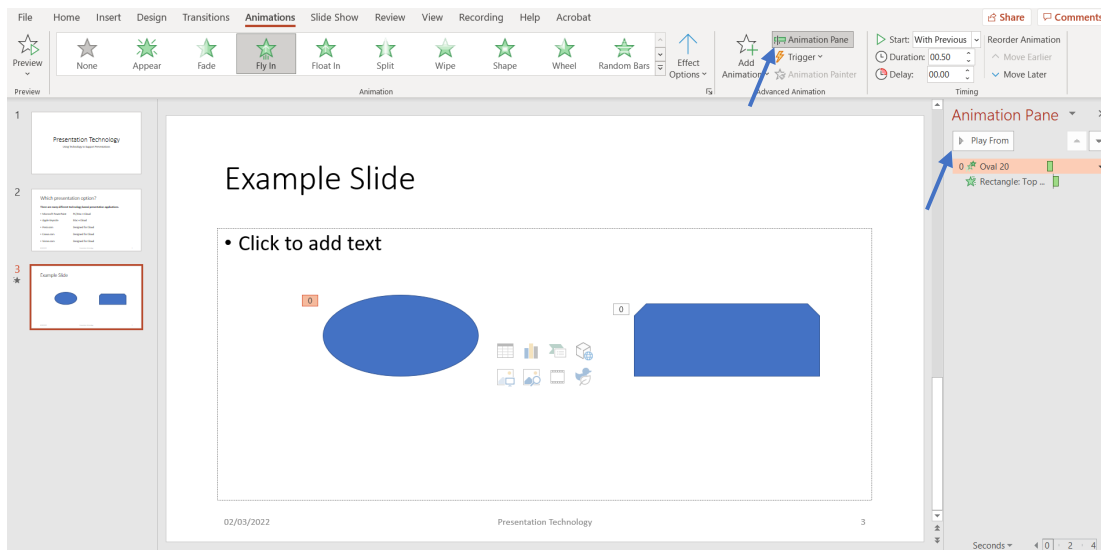 File Home Insert Design Transitions Animations Slide Show Review View Recording Help Acrobat Share Comments
Preview
None Appear Fade Fly In Float In Split Wipe Shape Wheel Random Bars
Effect Options
Add Animation
Animation Pane
Trigger
Animation Painter
Start: With Previous
Duration: 00.50
Delay: 00.00
Reorder Animation
Move Earlier
Move Later
Preview Animation Advanced Animation Timing
1
Presentation Technology
2
Which presentation option?
3
Example Slide
Example Slide
• Click to add text
0
0
02/03/2022 Presentation Technology 3
Animation Pane
Play From
0 Oval 20
Rectangle: Top ...
Seconds 0 2 4